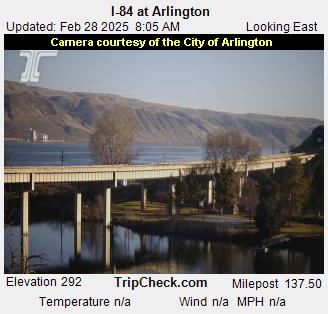 I-84 at Arlington
Updated: Feb 28 2025 8:05 AM Looking East
Camera courtesy of the City of Arlington
Elevation 292 TripCheck.com Milepost 137.50
Temperature n/a Wind n/a MPH n/a